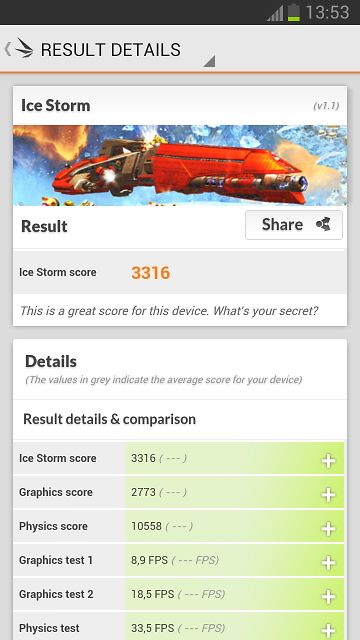 13:53
RESULT DETAILS
Ice Storm (v1.1)
Result Share
Ice Storm score 3316
This is a great score for this device. What's your secret?
Details
(The values in grey indicate the average score for your device)
Result details & comparison
Ice Storm score 3316 ( --- )
Graphics score 2773 ( --- )
Physics score 10558 ( --- )
Graphics test 1 8,9 FPS ( --- FPS)
Graphics test 2 18,5 FPS ( --- FPS)
Physics test 33,5 FPS ( --- FPS)